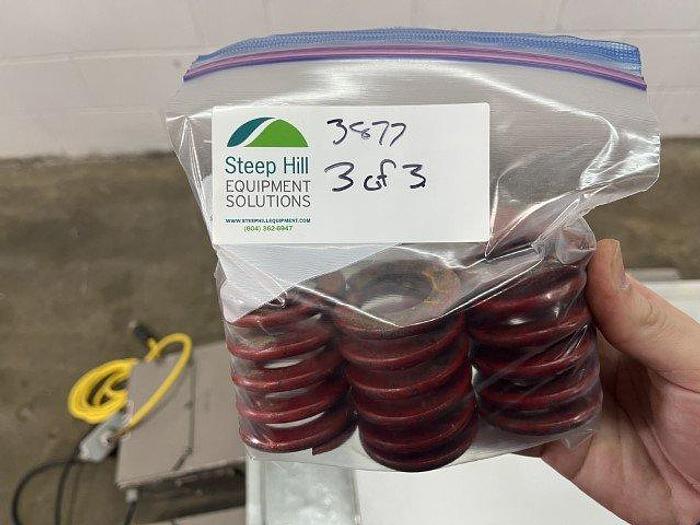 3877
3 of 3
Steep Hill
EQUIPMENT
SOLUTIONS
WWW.STEEPHILLEQUIPMENT.COM
(604) 362-6947